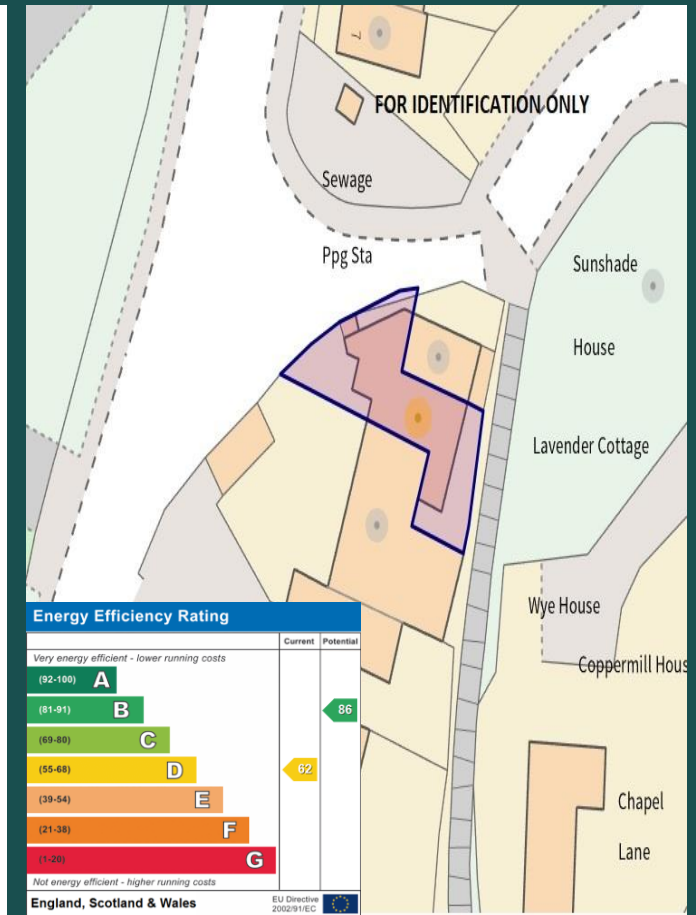 7
FOR IDENTIFICATION ONLY
Sewage
Ppg Sta
Sunshade
House
Lavender Cottage
Wye House
Coppermill Hous
Chapel
Lane
Energy Efficiency Rating
Current Potential
Very energy efficient - lower running costs
(92-100) A
(81-91) B 86
(69-80) C
(55-68) D 62
(39-54) E
(21-38) F
(1-20) G
Not energy efficient - higher running costs
England, Scotland & Wales
EU Directive
2002/91/EC